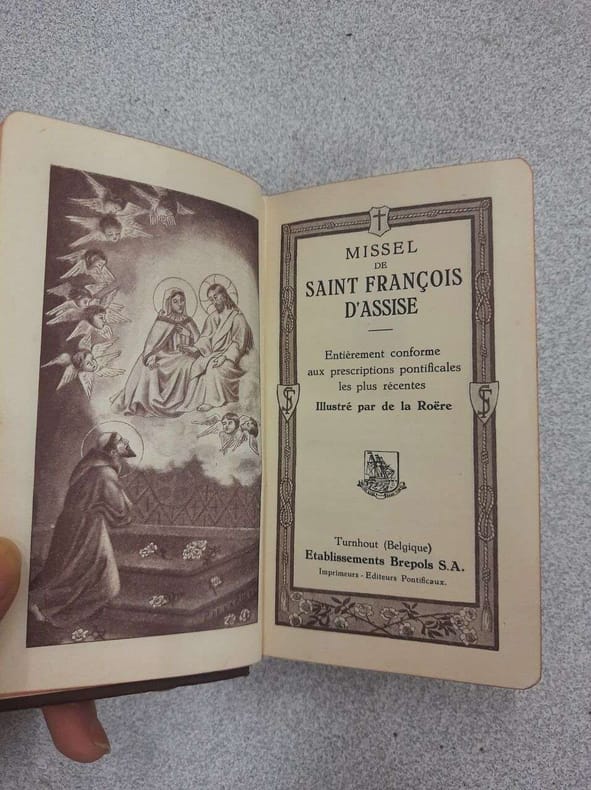 MISSEL
DE
SAINT FRANÇOIS
D'ASSISE
Entièrement conforme
aux prescriptions pontificales
les plus récentes
Illustré par de la Roëre
Turnhout (Belgique)
Etablissements Brepols S.A.
Imprimeurs - Editeurs Pontificaux.